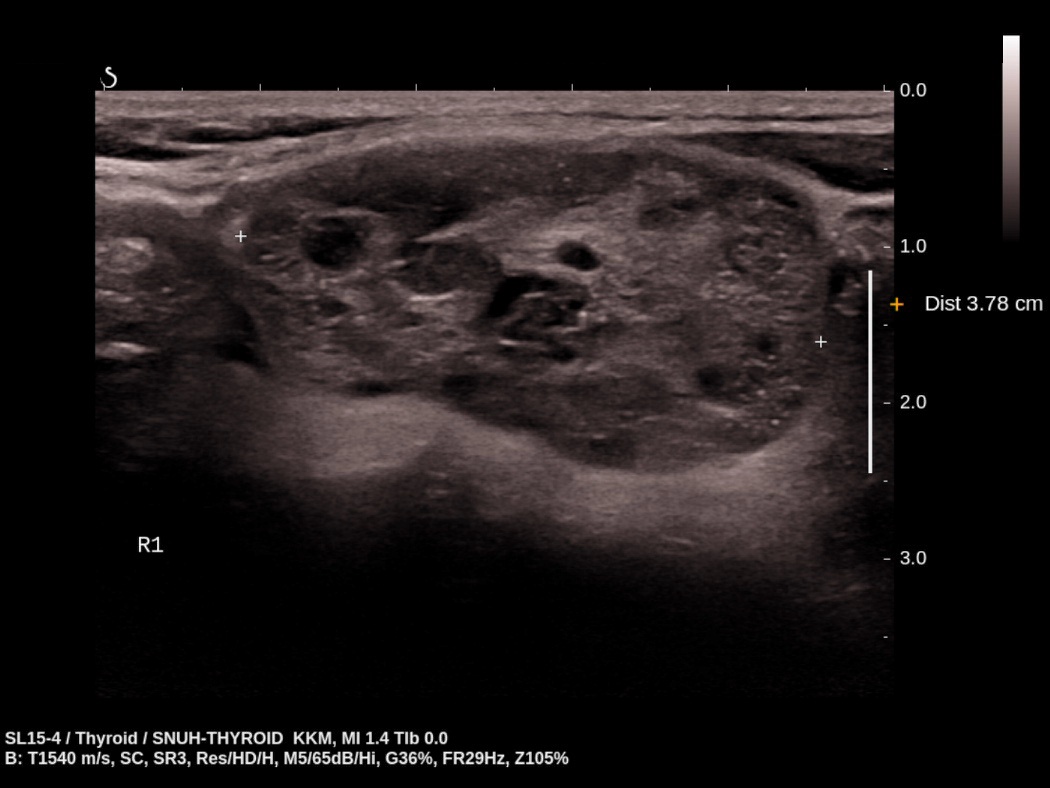 S
0.0
1.0
+ Dist 3.78 cm
2.0
R1
3.0
SL15-4 / Thyroid / SNUH-THYROID KKM, MI 1.4 TIb 0.0
B: T1540 m/s, SC, SR3, Res/HD/H, M5/65dB/Hi, G36%, FR29Hz, Z105%